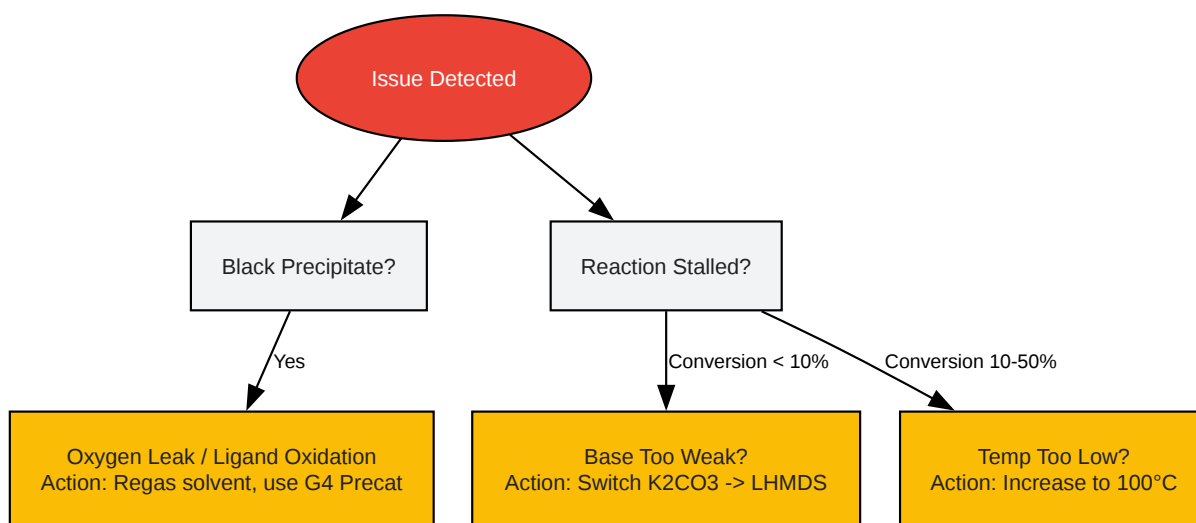 Issue Detected
Black Precipitate?
Reaction Stalled?
Yes
Conversion < 10%
Conversion 10-50%
Oxygen Leak / Ligand Oxidation
Action: Regas solvent, use G4 Precat
Base Too Weak?
Action: Switch K2CO3 -> LHMDS
Temp Too Low?
Action: Increase to 100°C